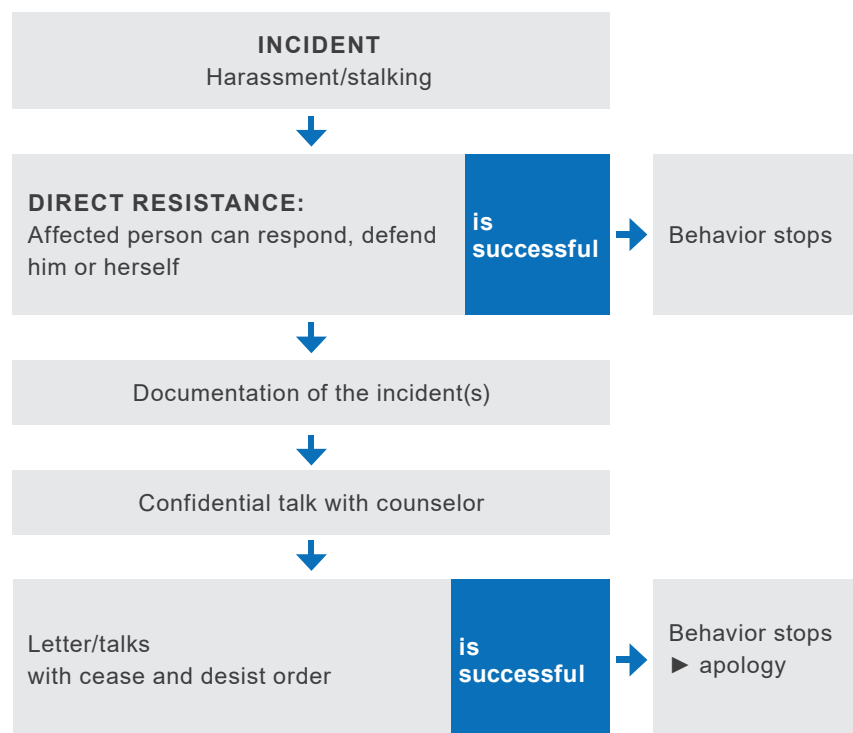 INCIDENT
Harassment/stalking
DIRECT RESISTANCE:
Affected person can respond, defend
him or herself
is
successful
Behavior stops
Documentation of the incident(s)
Confidential talk with counselor
Letter/talks
with cease and desist order
is
successful
Behavior stops
► apology